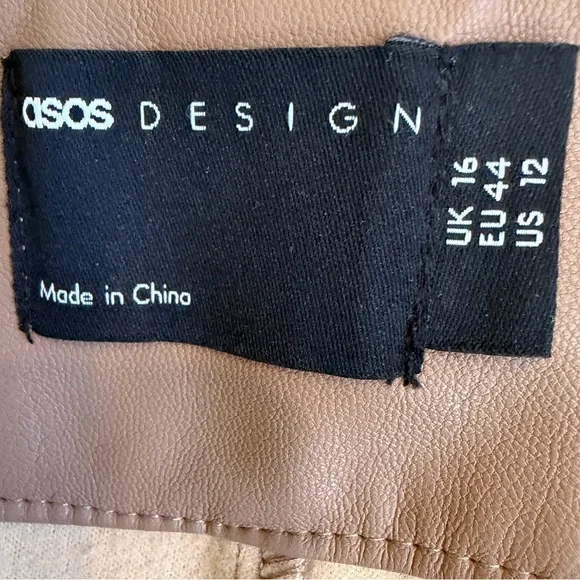 asos DESIGN
Made in China
UK 16
EU 44
US 12